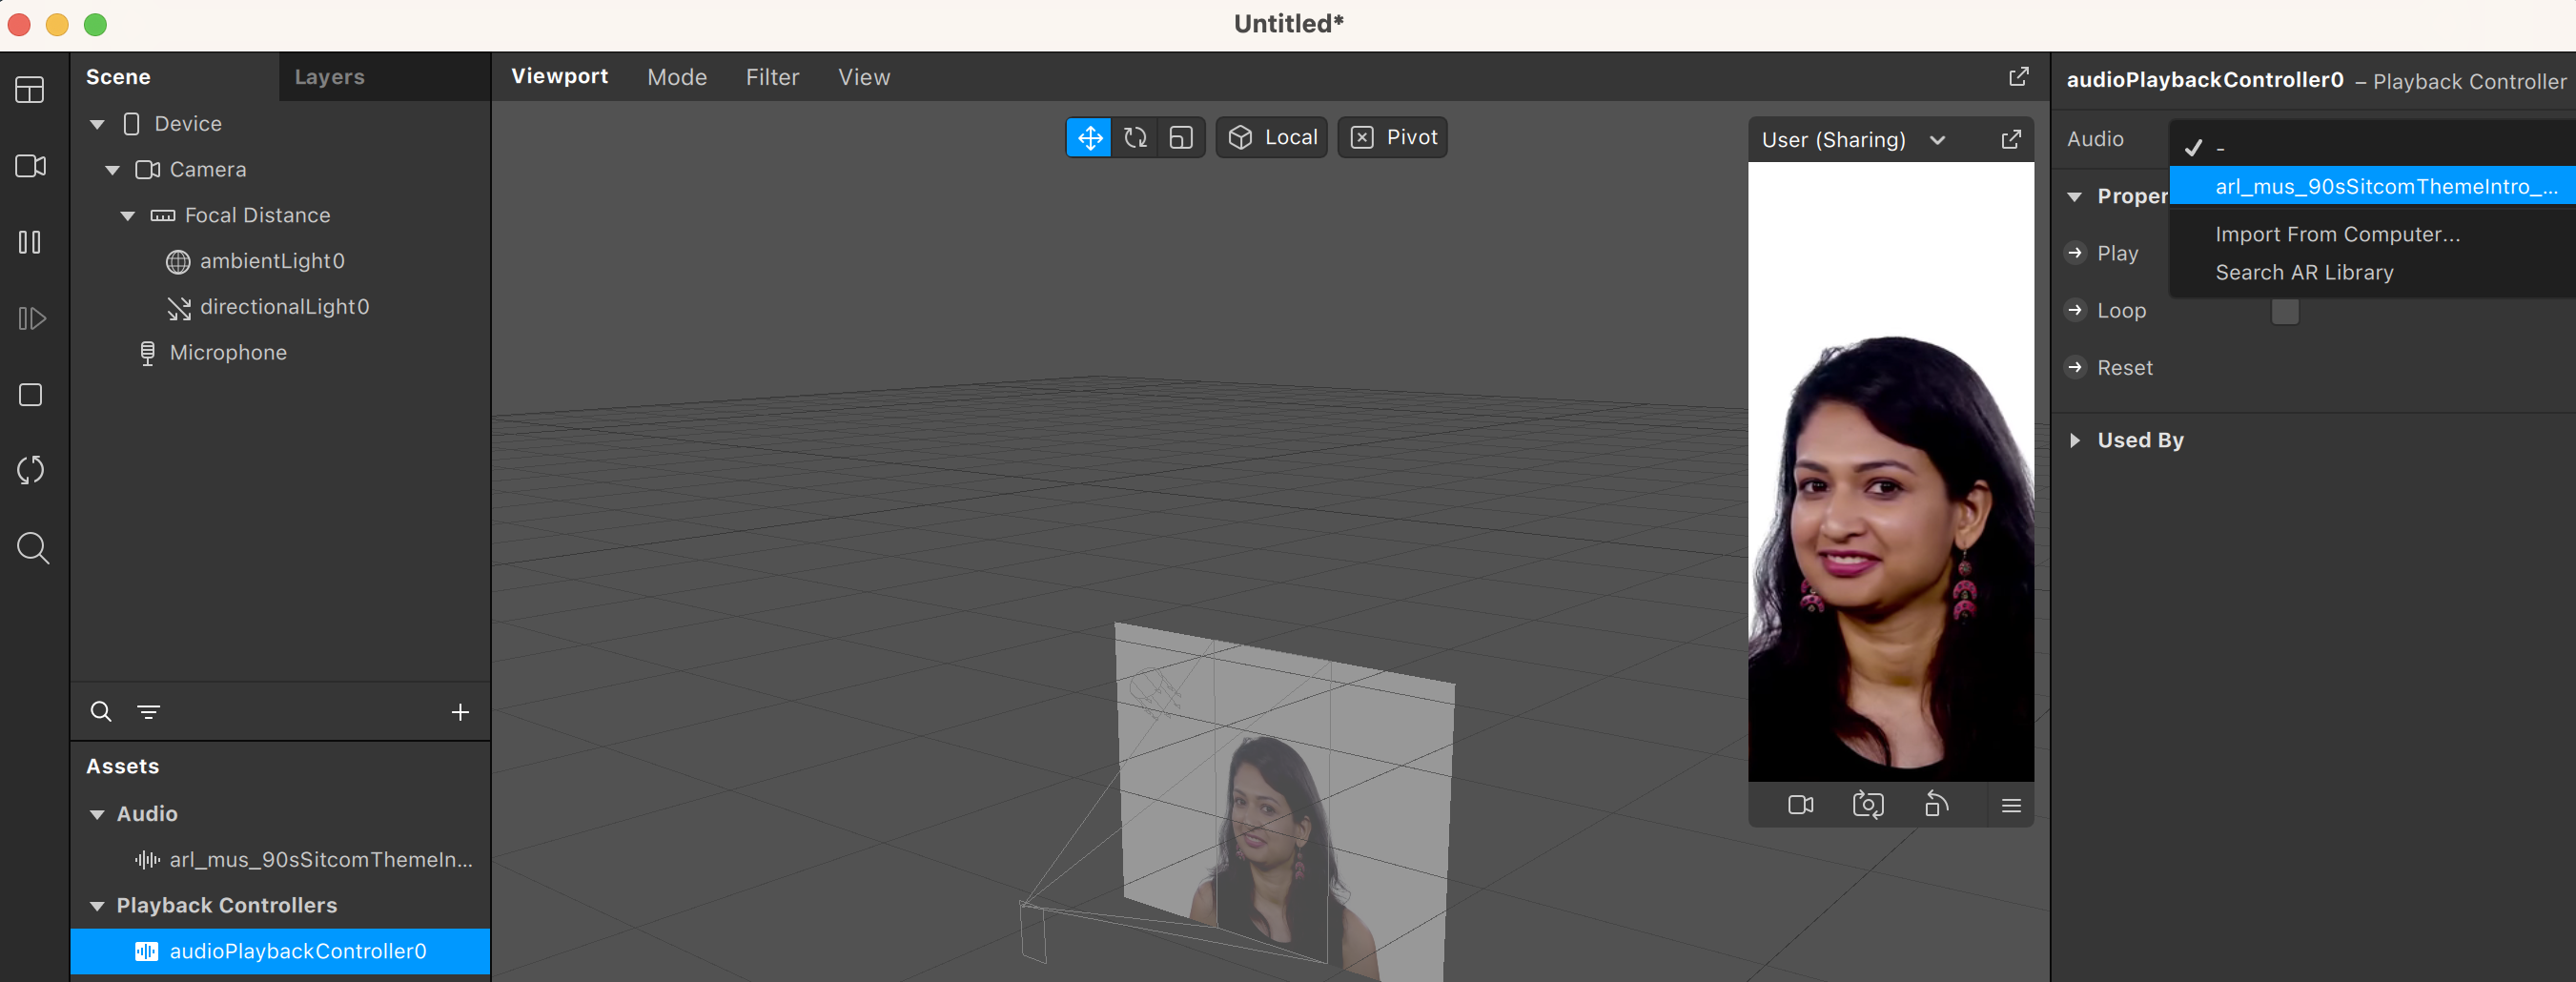 Untitled*
Scene
Layers
Device
Camera
Focal Distance
ambientLight0
directionalLight0
Microphone
Assets
Audio
arl_mus_90sSitcomThemeIn...
Playback Controllers
audioPlaybackController0
Viewport Mode Filter View
Local
Pivot
User (Sharing)
audioPlaybackController0 – Playback Controller
Audio
-
arl_mus_90sSitcomThemeIntro_...
Import From Computer...
Search AR Library
Proper
Play
Loop
Reset
Used By